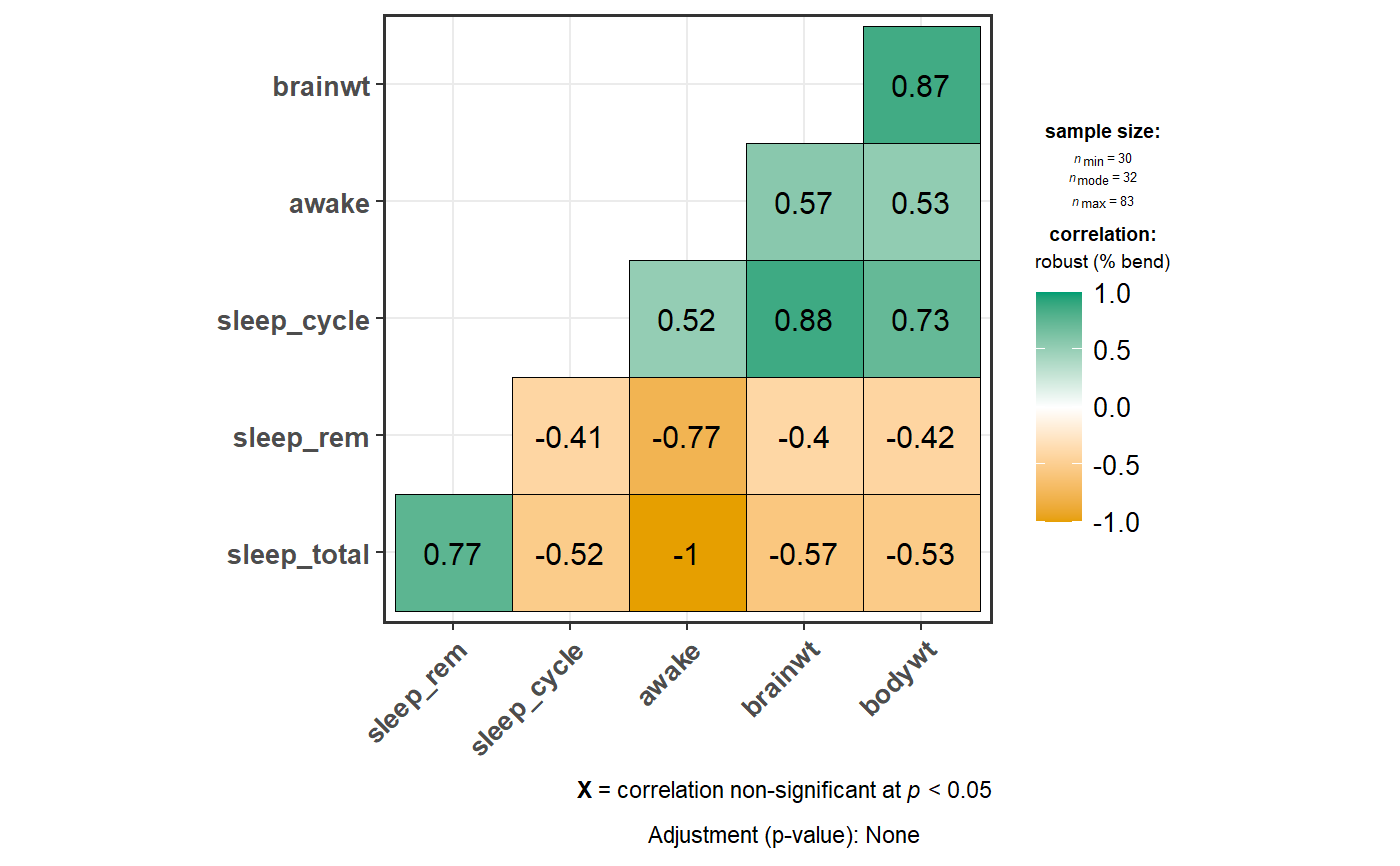 brainwt 0.87
awake 0.57 0.53
sleep_cycle 0.52 0.88 0.73
sleep_rem -0.41 -0.77 -0.4 -0.42
sleep_total 0.77 -0.52 -1 -0.57 -0.53
sleep_rem sleep_cycle awake brainwt bodywt
sample size:
n min = 30
n mode = 32
n max = 83
correlation:
robust (% bend)
1.0
0.5
0.0
-0.5
-1.0
X = correlation non-significant at p < 0.05
Adjustment (p-value): None